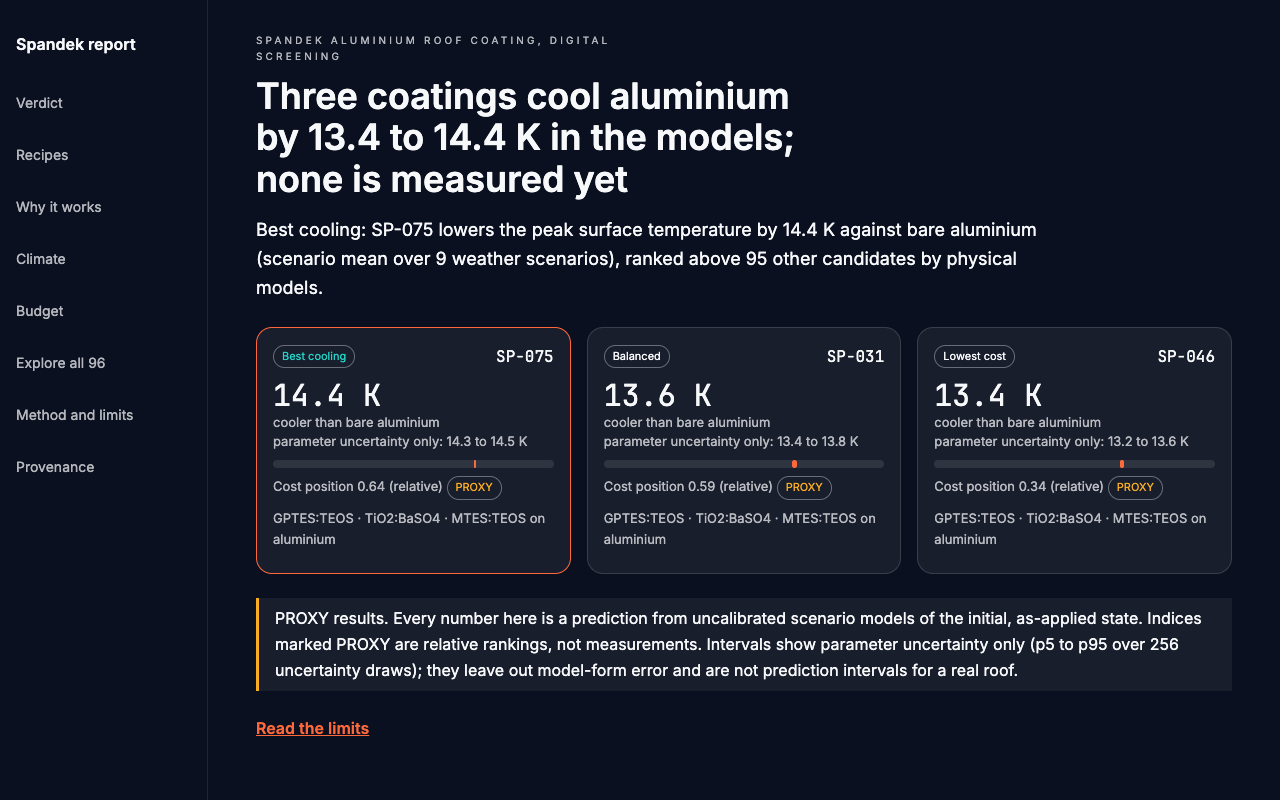 Spandek report
Verdict
Recipes
Why it works
Climate
Budget
Explore all 96
Method and limits
Provenance
SPANDEK ALUMINIUM ROOF COATING, DIGITAL
SCREENING
Three coatings cool aluminium
by 13.4 to 14.4 K in the models;
none is measured yet
Best cooling: SP-075 lowers the peak surface temperature by 14.4 K against bare aluminium
(scenario mean over 9 weather scenarios), ranked above 95 other candidates by physical
models.
Best cooling SP-075
14.4 K
cooler than bare aluminium
parameter uncertainty only: 14.3 to 14.5 K
Cost position 0.64 (relative) PROXY
GPTES:TEOS · TiO2:BaSO4 · MTES:TEOS on
aluminium
Balanced SP-031
13.6 K
cooler than bare aluminium
parameter uncertainty only: 13.4 to 13.8 K
Cost position 0.59 (relative) PROXY
GPTES:TEOS · TiO2:BaSO4 · MTES:TEOS on
aluminium
Lowest cost SP-046
13.4 K
cooler than bare aluminium
parameter uncertainty only: 13.2 to 13.6 K
Cost position 0.34 (relative) PROXY
GPTES:TEOS · TiO2:BaSO4 · MTES:TEOS on
aluminium
PROXY results. Every number here is a prediction from uncalibrated scenario models of the initial, as-applied state. Indices
marked PROXY are relative rankings, not measurements. Intervals show parameter uncertainty only (p5 to p95 over 256
uncertainty draws); they leave out model-form error and are not prediction intervals for a real roof.
Read the limits